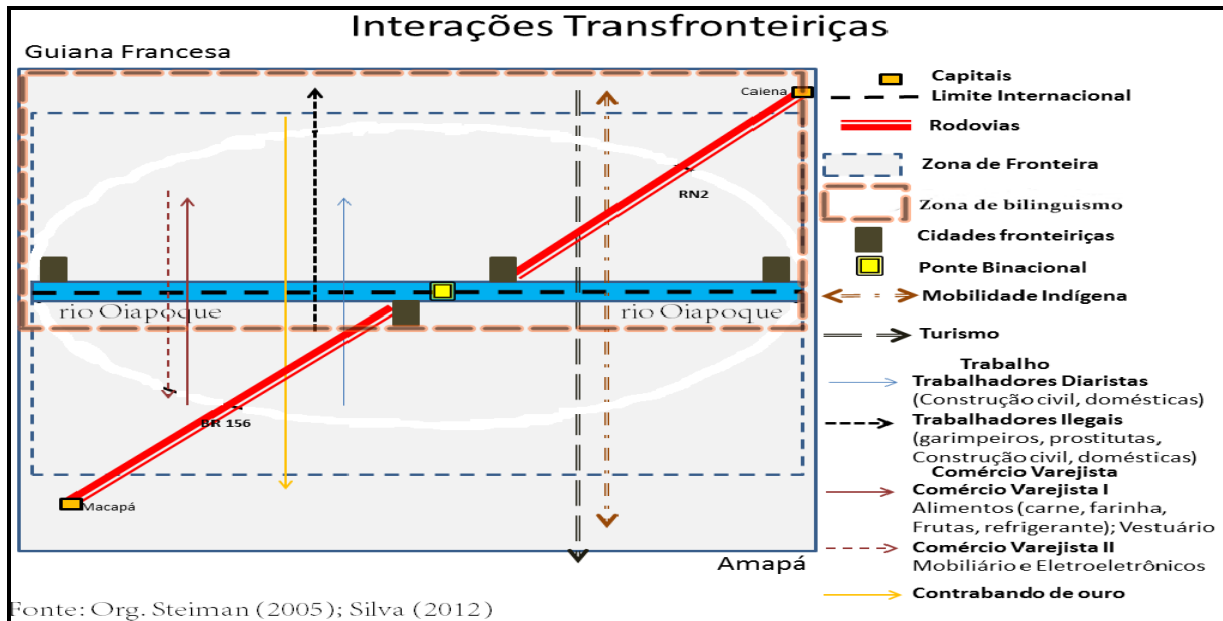 Interações Transfronteiriças
Guiana Francesa
Caiena
RN2
rio Oiapoque
rio Oiapoque
BR 156
Macapá
Amapá
Capitais
Limite Internacional
Rodovias
Zona de Fronteira
Zona de bilinguismo
Cidades fronteiriças
Ponte Binacional
Mobilidade Indígena
Turismo
Trabalho
Trabalhadores Diaristas
(Construção civil, domésticas)
Trabalhadores Ilegais
(garimpeiros, prostitutas,
Construção civil, domésticas)
Comércio Varejista
Comércio Varejista I
Alimentos (carne, farinha,
Frutas, refrigerante); Vestuário
Comércio Varejista II
Mobiliário e Eletroeletrônicos
Contrabando de ouro
Fonte: Org. Steiman (2005); Silva (2012)